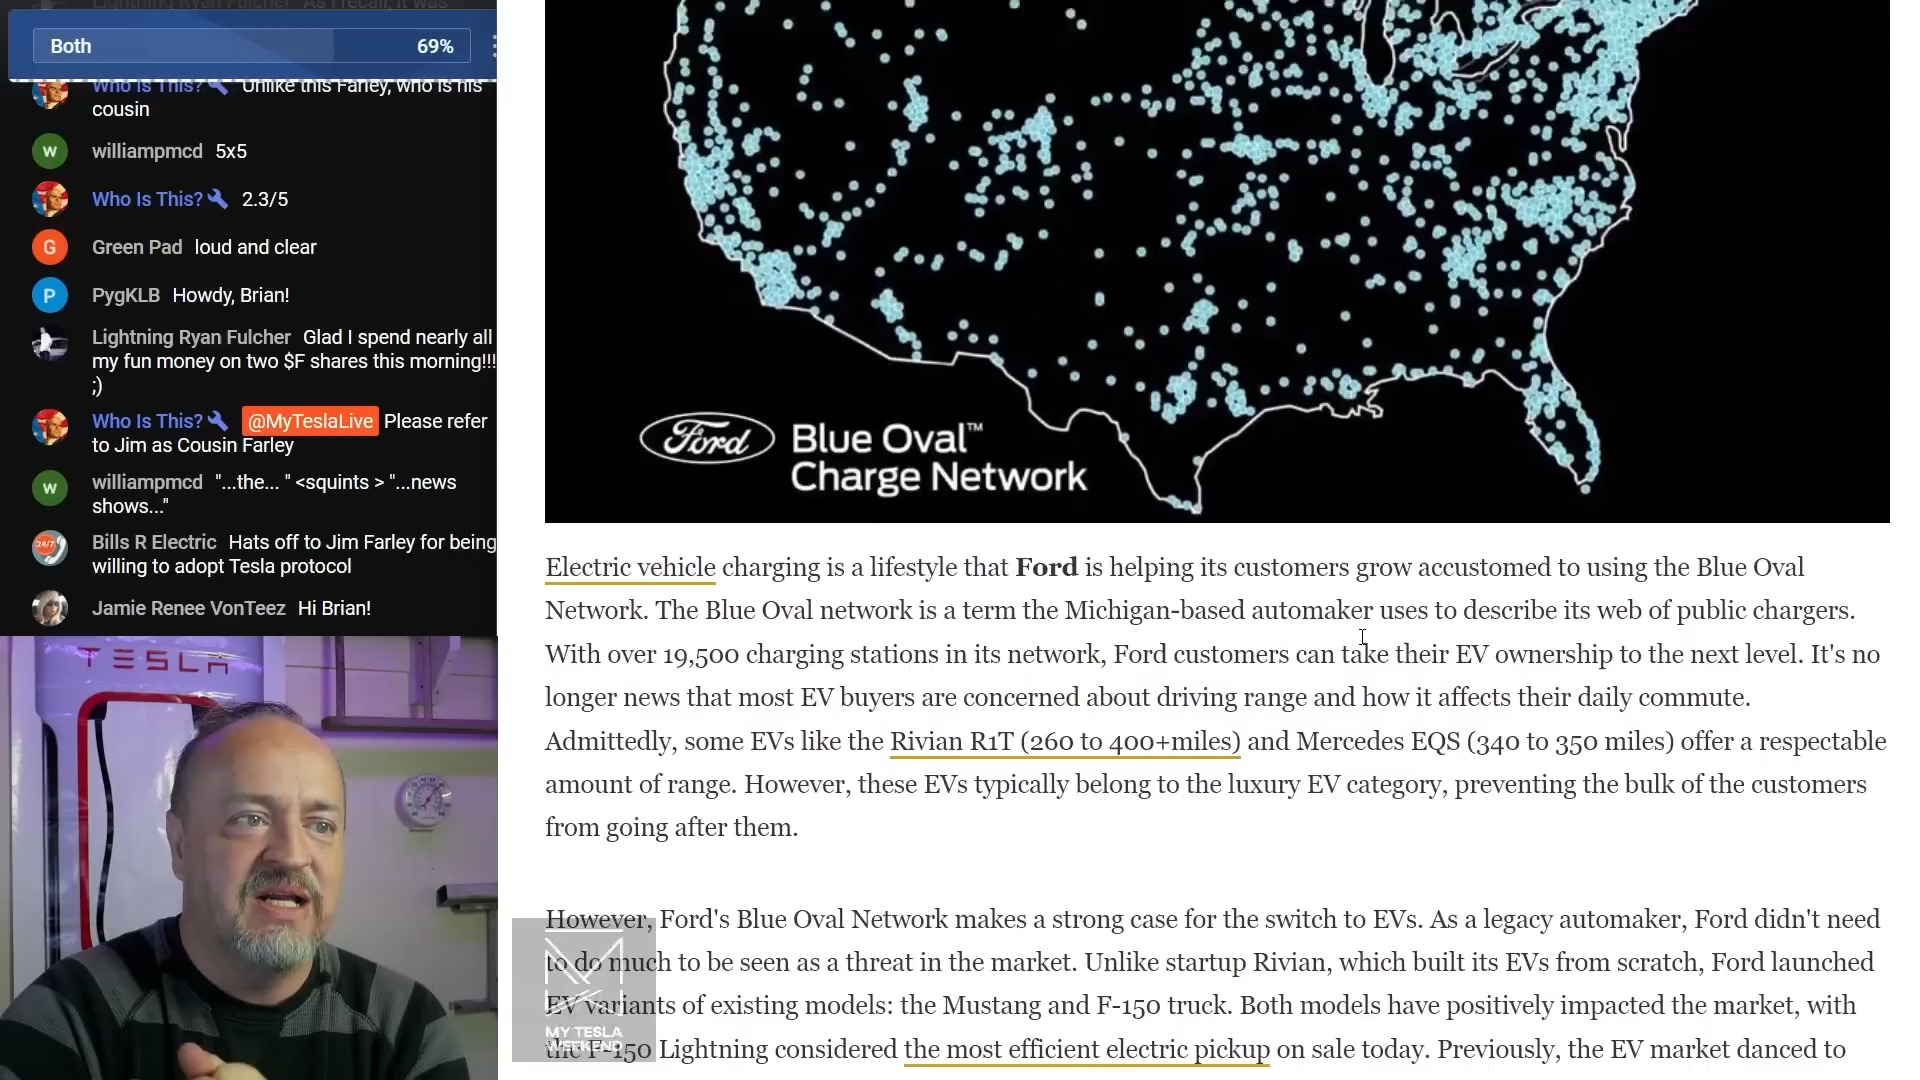 Lightning Ryan Fulcher As I recall, it was
Both 69%
Who Is This? Unlike this Farley, who is his
cousin
W williampmcd 5x5
Who Is This? 2.3/5
G Green Pad loud and clear
P PygKLB Howdy, Brian!
Lightning Ryan Fulcher Glad I spend nearly all
my fun money on two $F shares this morning!!!
;)
Who Is This? @MyTeslaLive Please refer
to Jim as Cousin Farley
W williampmcd "...the... " <squints > "...news
shows..."
24/7 Bills R Electric Hats off to Jim Farley for being
willing to adopt Tesla protocol
Jamie Renee VonTeez Hi Brian!
TESLA
Ford Blue Oval™
Charge Network
Electric vehicle charging is a lifestyle that Ford is helping its customers grow accustomed to using the Blue Oval
Network. The Blue Oval network is a term the Michigan-based automaker uses to describe its web of public chargers.
With over 19,500 charging stations in its network, Ford customers can take their EV ownership to the next level. It's no
longer news that most EV buyers are concerned about driving range and how it affects their daily commute.
Admittedly, some EVs like the Rivian R1T (260 to 400+miles) and Mercedes EQS (340 to 350 miles) offer a respectable
amount of range. However, these EVs typically belong to the luxury EV category, preventing the bulk of the customers
from going after them.
However, Ford's Blue Oval Network makes a strong case for the switch to EVs. As a legacy automaker, Ford didn't need
to do much to be seen as a threat in the market. Unlike startup Rivian, which built its EVs from scratch, Ford launched
EV variants of existing models: the Mustang and F-150 truck. Both models have positively impacted the market, with
the F-150 Lightning considered the most efficient electric pickup on sale today. Previously, the EV market danced to
MY TESLA
WEEKEND